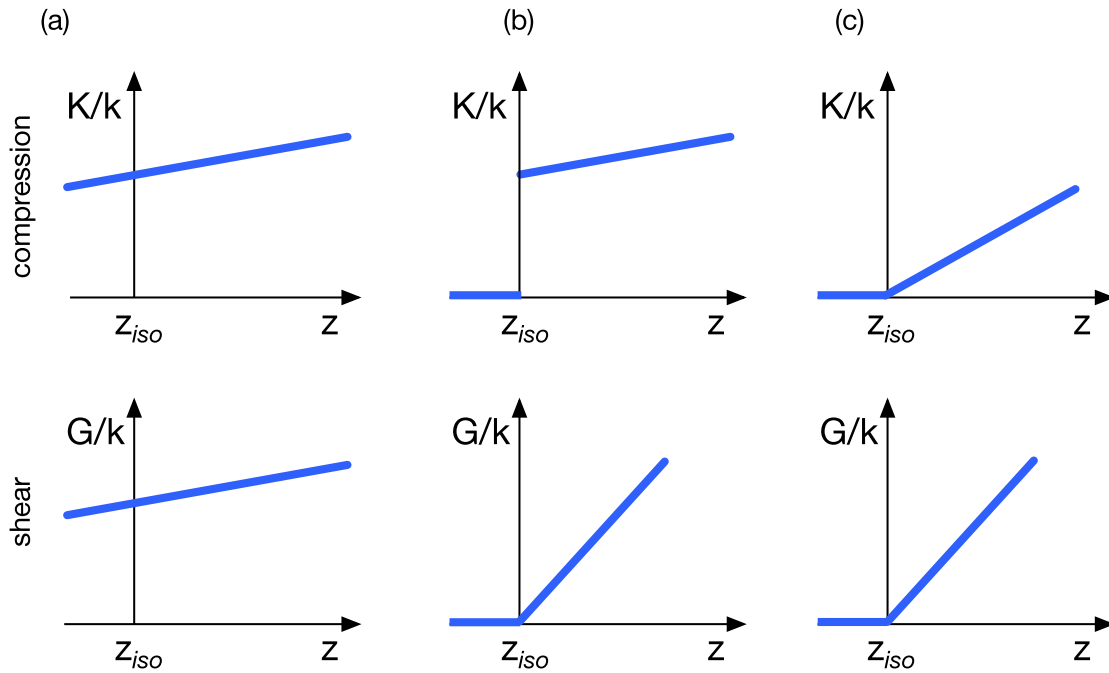 (a) (b) (c)
compression
K/k K/k K/k
z_iso z z_iso z z_iso z
shear
G/k G/k G/k
z_iso z z_iso z z_iso z